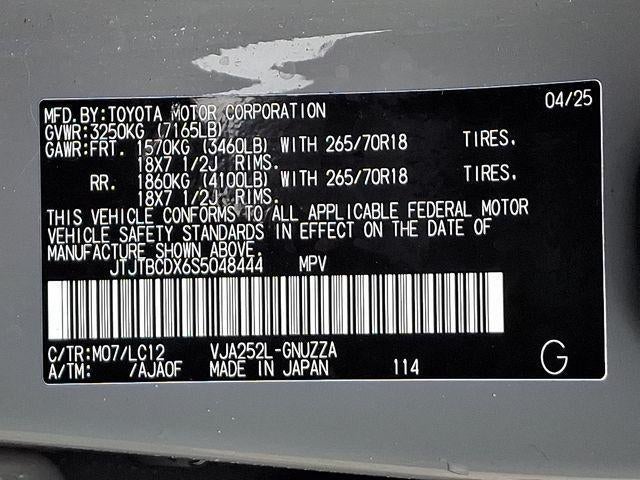 MFD.BY:TOYOTA MOTOR CORPORATION 04/25
GVWR:3250KG (7165LB)
GAWR:FRT. 1570KG (3460LB) WITH 265/70R18 TIRES.
18X7 1/2J RIMS.
RR. 1860KG (4100LB) WITH 265/70R18 TIRES.
18X7 1/2J RIMS.
THIS VEHICLE CONFORMS TO ALL APPLICABLE FEDERAL MOTOR
VEHICLE SAFETY STANDARDS IN EFFECT ON THE DATE OF
MANUFACTURE SHOWN ABOVE.
JTJTBCDX6S5048444 MPV
C/TR:M07/LC12 VJA252L-GNUZZA
A/TM: /AJA0F MADE IN JAPAN 114 G